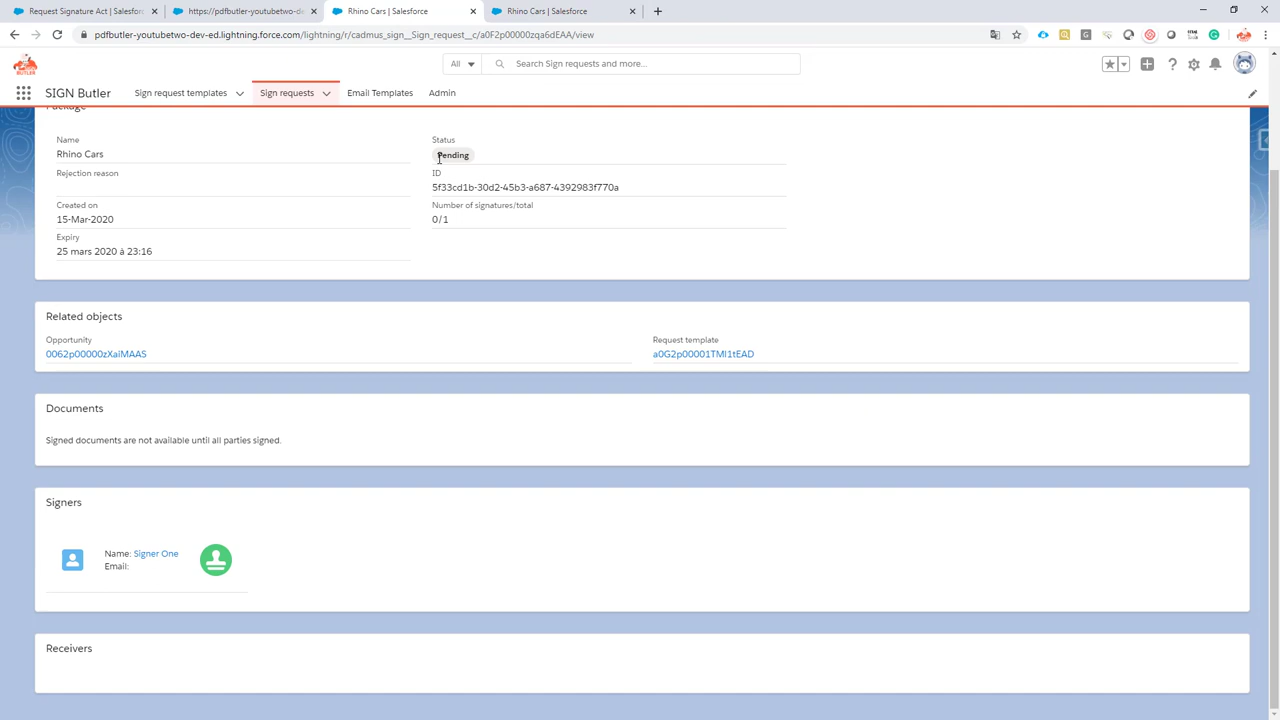 Request Signature Act | Salesfor
https://pdfbutler-youtubetwo-de
Rhino Cars | Salesforce
Rhino Cars | Salesforce
pdfbutler-youtubetwo-dev-ed.lightning.force.com/lightning/r/cadmus_sign__Sign_request__c/a0F2p00000zqa6dEAA/view
All
Search Sign requests and more...
SIGN Butler
Sign request templates
Sign requests
Email Templates
Admin
Package
Name
Status
Rhino Cars
Pending
Rejection reason
ID
5f33cd1b-30d2-45b3-a687-4392983f770a
Created on
Number of signatures/total
15-Mar-2020
0/1
Expiry
25 mars 2020 à 23:16
Related objects
Opportunity
Request template
0062p00000zXaiMAAS
a0G2p00001TMl1tEAD
Documents
Signed documents are not available until all parties signed.
Signers
Name: Signer One
Email:
Receivers